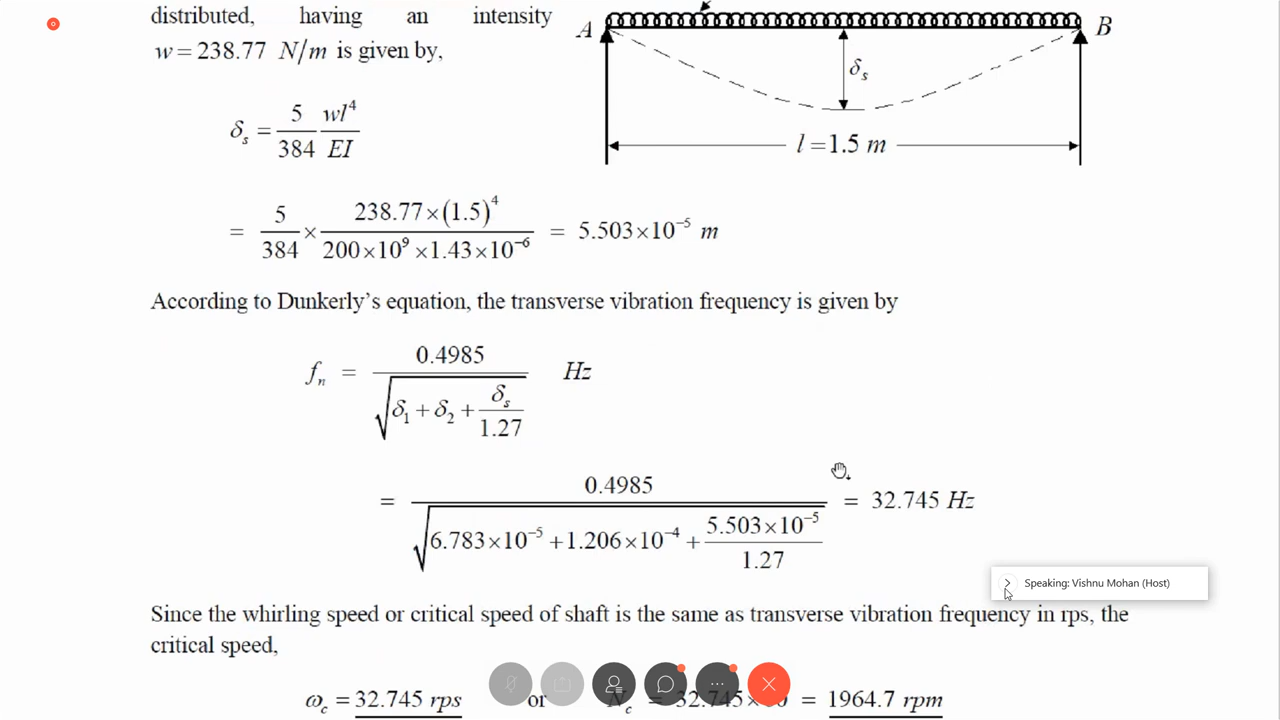 distributed, having an intensity
w = 238.77 N/m is given by,
A
B
δs
l = 1.5 m
δs = 5/384 wl⁴/EI
= 5/384 × 238.77×(1.5)⁴ / 200×10⁹×1.43×10⁻⁶ = 5.503×10⁻⁵ m
According to Dunkerly's equation, the transverse vibration frequency is given by
fn = 0.4985 / √(δ1 + δ2 + δs/1.27) Hz
= 0.4985 / √(6.783×10⁻⁵ + 1.206×10⁻⁴ + 5.503×10⁻⁵/1.27) = 32.745 Hz
Speaking: Vishnu Mohan (Host)
Since the whirling speed or critical speed of shaft is the same as transverse vibration frequency in rps, the
critical speed,
ωc = 32.745 rps or Nc = 32.745× = 1964.7 rpm